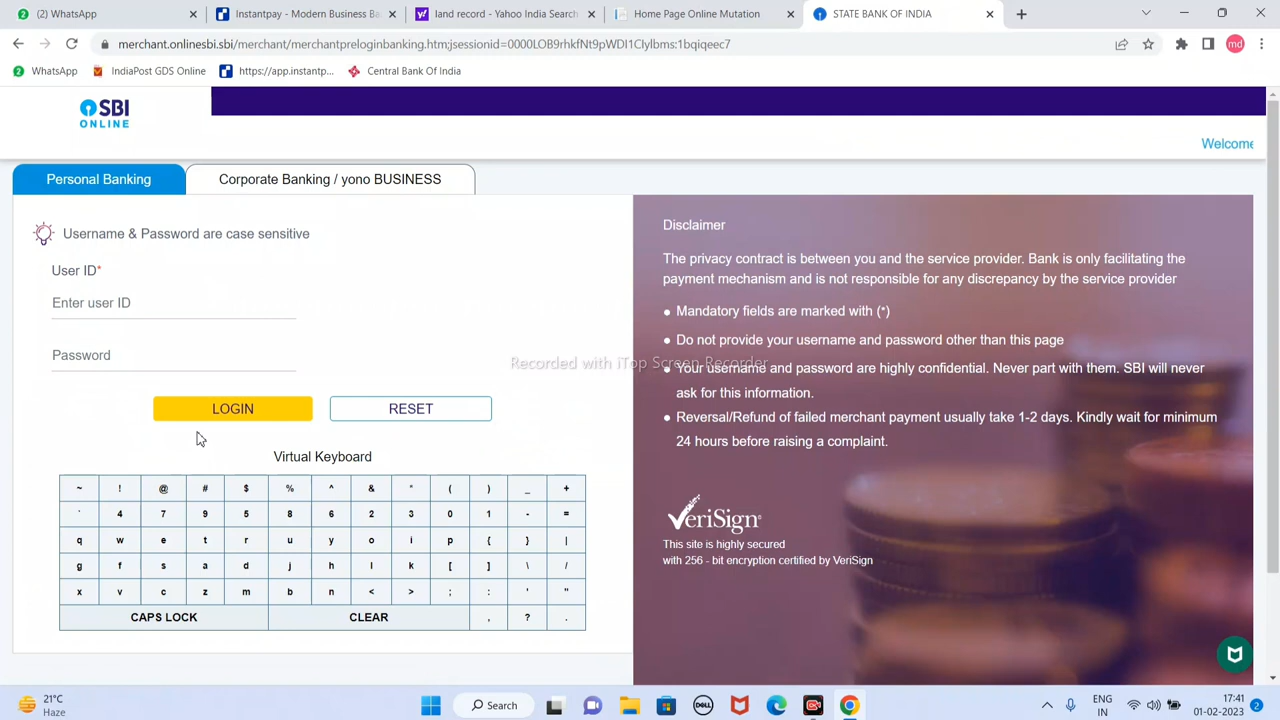 (2) WhatsApp
Instantpay - Modern Business Ba
land record - Yahoo India Search
Home Page Online Mutation
STATE BANK OF INDIA
merchant.onlinesbi.sbi/merchant/merchantpreloginbanking.htm;jsessionid=0000LOB9rhkfNt9pWDI1CIyIbms:1bqiqeec7
md
WhatsApp
IndiaPost GDS Online
https://app.instantp...
Central Bank Of India
SBI
ONLINE
Welcome
Personal Banking
Corporate Banking / yono BUSINESS
Username & Password are case sensitive
User ID*
Enter user ID
Password
LOGIN
RESET
Virtual Keyboard
~ ! @ # $ % ^ & * ( ) _ +
` 4 7 9 5 8 6 2 3 0 1 - =
q w e t r u y o i p { } |
g f s a d j h l k [ ] \ /
x v c z m b n < > ; : ' "
CAPS LOCK CLEAR , ? .
Disclaimer
The privacy contract is between you and the service provider. Bank is only facilitating the
payment mechanism and is not responsible for any discrepancy by the service provider
● Mandatory fields are marked with (*)
● Do not provide your username and password other than this page
● Your username and password are highly confidential. Never part with them. SBI will never
ask for this information.
● Reversal/Refund of failed merchant payment usually take 1-2 days. Kindly wait for minimum
24 hours before raising a complaint.
VeriSign
This site is highly secured
with 256 - bit encryption certified by VeriSign
Recorded with iTop Screen Recorder
21°C
Haze
Search
DELL
ENG
IN
17:41
01-02-2023
2